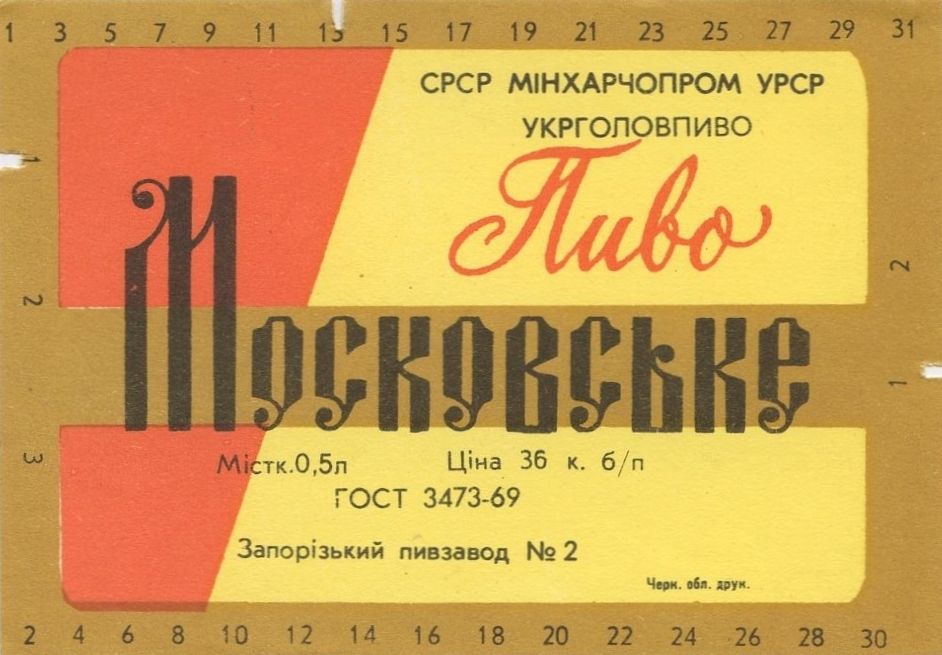 1 3 5 7 9 11 13 15 17 19 21 23 25 27 29 31
СРСР МІНХАРЧОПРОМ УРСР
УКРГОЛОВПИВО
Пиво
1
2
2
Московське
1
3
Містк.0,5л Ціна 36 к. б/п
ГОСТ 3473-69
Запорізький пивзавод №2
Черк. обл. друк.
2 4 6 8 10 12 14 16 18 20 22 24 26 28 30